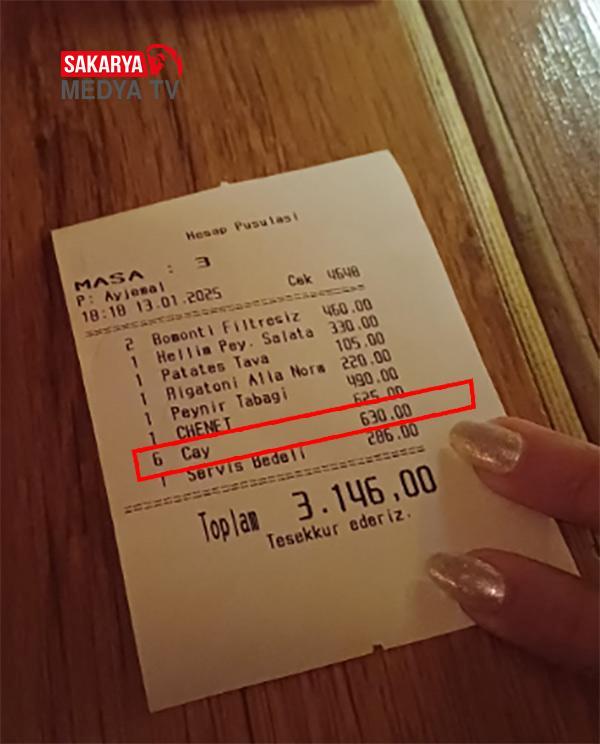 SAKARYA
MEDYA TV
Hesap Pusulasi
MASA : 3
P: Ayjemal
18:18 13.01.2025 Cek 4648
2 Bomonti Filtresiz 460.00
1 Hellim Pey. Salata 330.00
1 Patates Tava 105.00
1 Rigatoni Alla Norm 220.00
1 Peynir Tabagi 490.00
1 CHENET 625.00
6 Cay 630.00
1 Servis Bedeli 286.00
Toplam 3.146,00
Tesekkur ederiz.